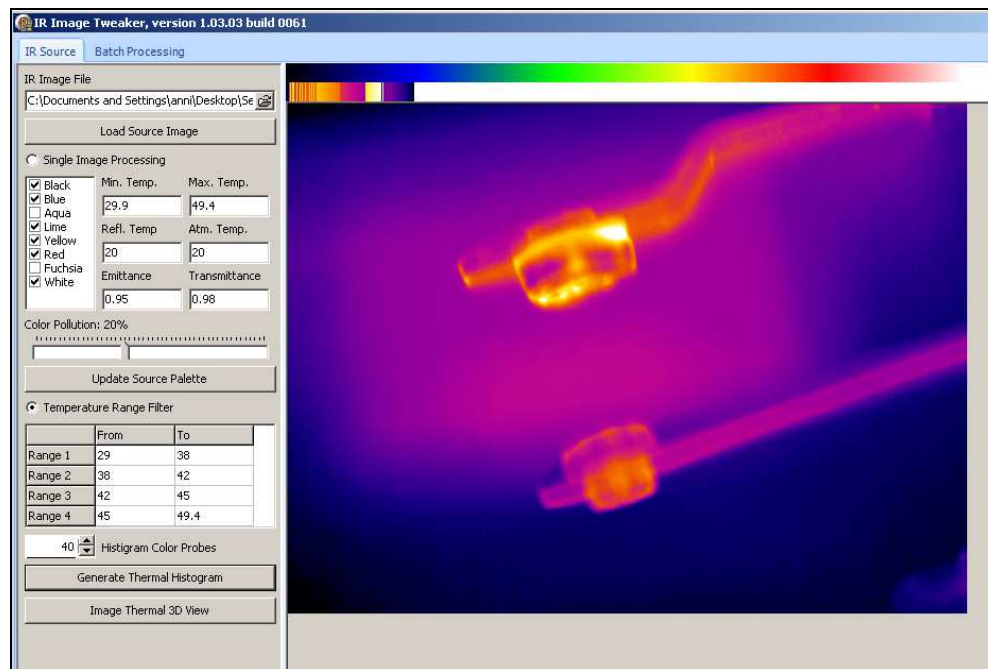 IR Image Tweaker, version 1.03.03 build 0061
IR Source Batch Processing
IR Image File
C:\Documents and Settings\anni\Desktop\Se
Load Source Image
Single Image Processing
Black
Blue
Aqua
Lime
Yellow
Red
Fuchsia
White
Min. Temp. Max. Temp.
29.9 49.4
Refl. Temp Atm. Temp.
20 20
Emittance Transmittance
0.95 0.98
Color Pollution: 20%
Update Source Palette
Temperature Range Filter
From To
Range 1 29 38
Range 2 38 42
Range 3 42 45
Range 4 45 49.4
40 Histigram Color Probes
Generate Thermal Histogram
Image Thermal 3D View